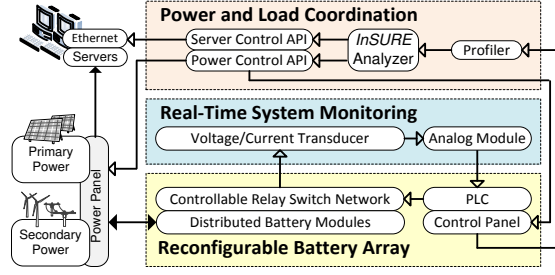 Power and Load Coordination
Ethernet
Servers
Server Control API
Power Control API
InSURE
Analyzer
Profiler
Real-Time System Monitoring
Voltage/Current Transducer
Analog Module
Primary
Power
Power Panel
Secondary
Power
Controllable Relay Switch Network
Distributed Battery Modules
PLC
Control Panel
Reconfigurable Battery Array